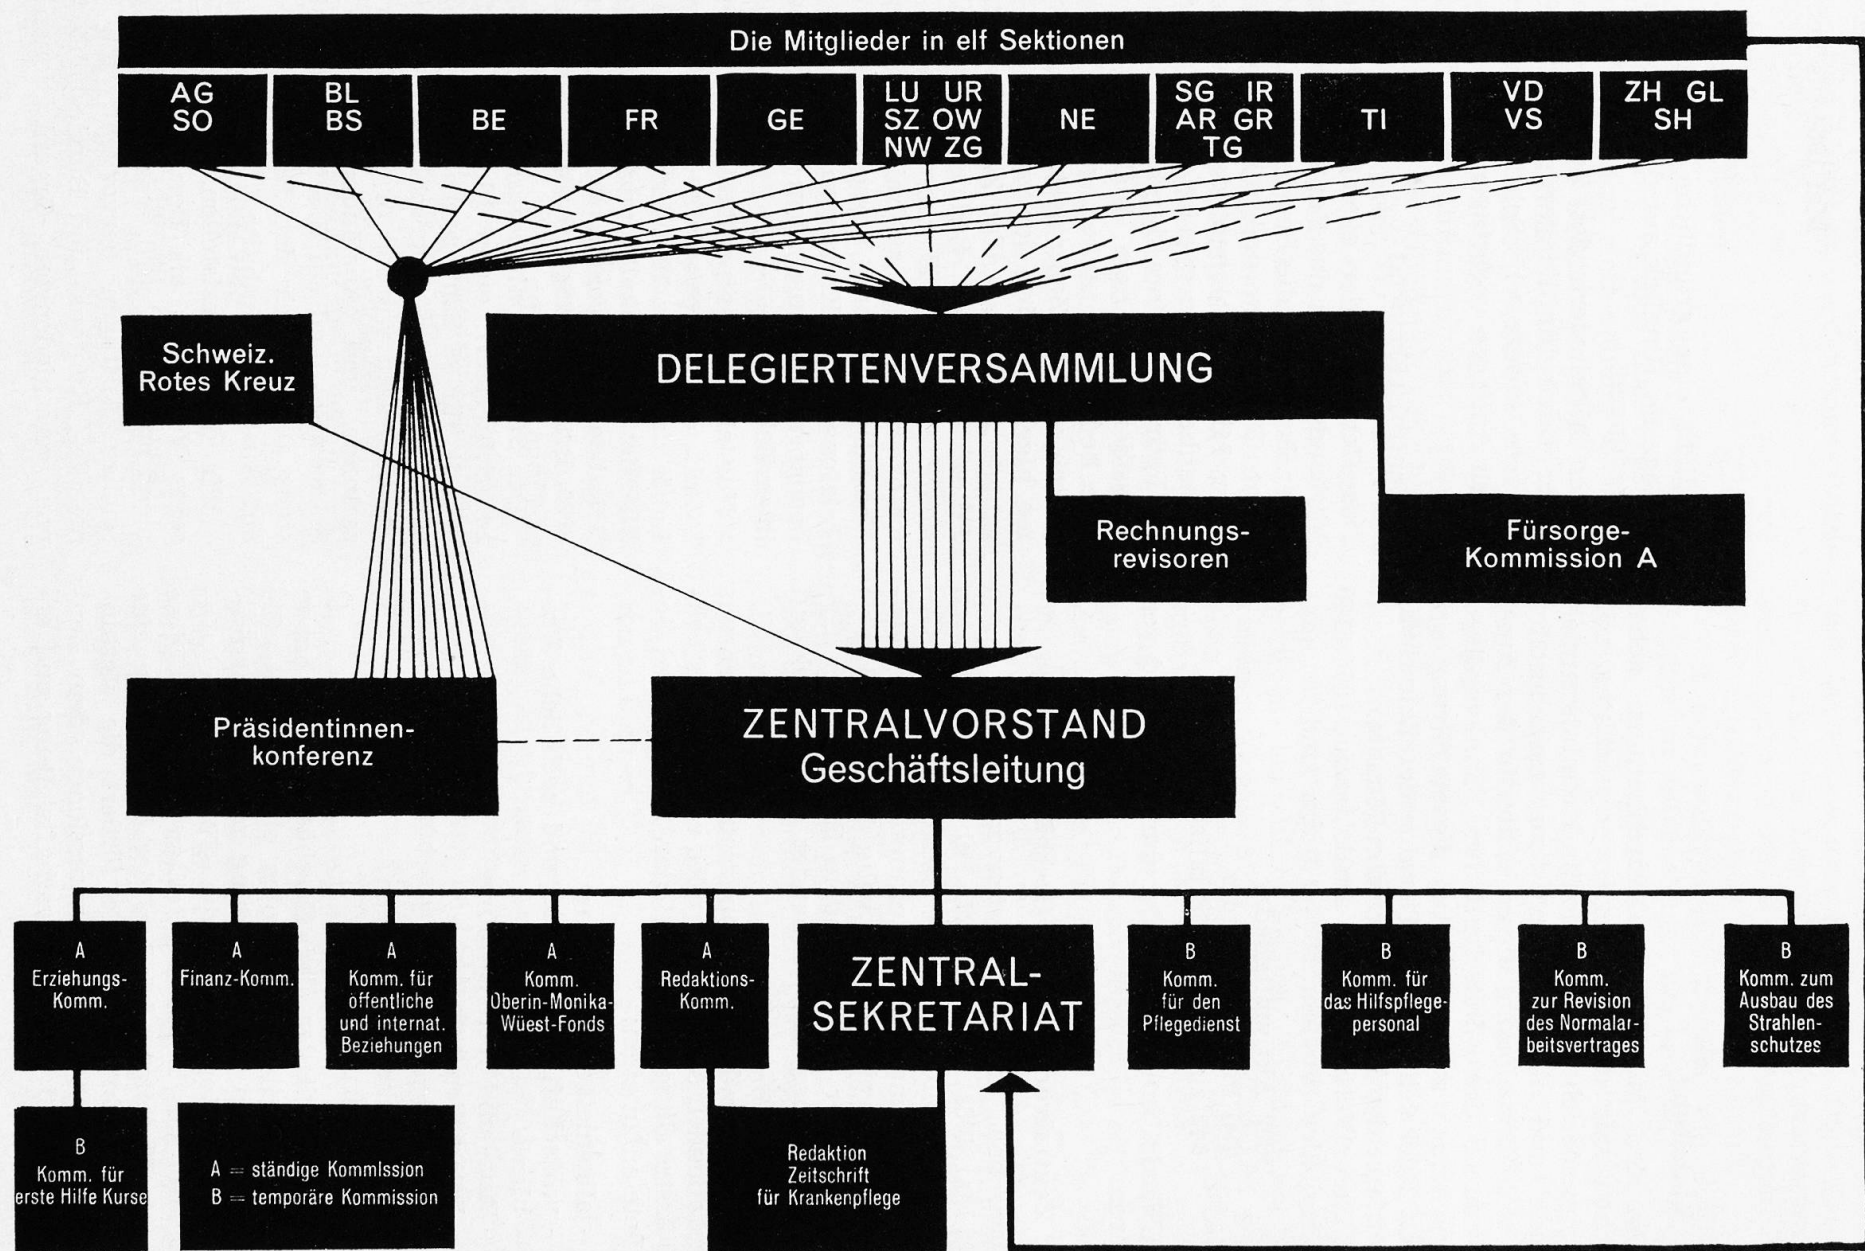 Die Mitglieder in elf Sektionen
AG
SO
BL
BS
BE
FR
GE
LU UR
SZ OW
NW ZG
NE
SG IR
AR GR
TG
TI
VD
VS
ZH GL
SH
Schweiz.
Rotes Kreuz
DELEGIERTENVERSAMMLUNG
Rechnungs-
revisoren
Fürsorge-
Kommission A
Präsidentinnen-
konferenz
ZENTRALVORSTAND
Geschäftsleitung
A
Erziehungs-
Komm.
A
Finanz-Komm.
A
Komm. für
öffentliche
und internat.
Beziehungen
A
Komm.
Oberin-Monika-
Wüest-Fonds
A
Redaktions-
Komm.
ZENTRAL-
SEKRETARIAT
B
Komm.
für den
Pflegedienst
B
Komm. für
das Hilfspflege-
personal
B
Komm.
zur Revision
des Normalar-
beitsvertrages
B
Komm. zum
Ausbau des
Strahlen-
schutzes
B
Komm. für
erste Hilfe Kurse
A = ständige KommIssion
B = temporäre Kommission
Redaktion
Zeitschrift
für Krankenpflege